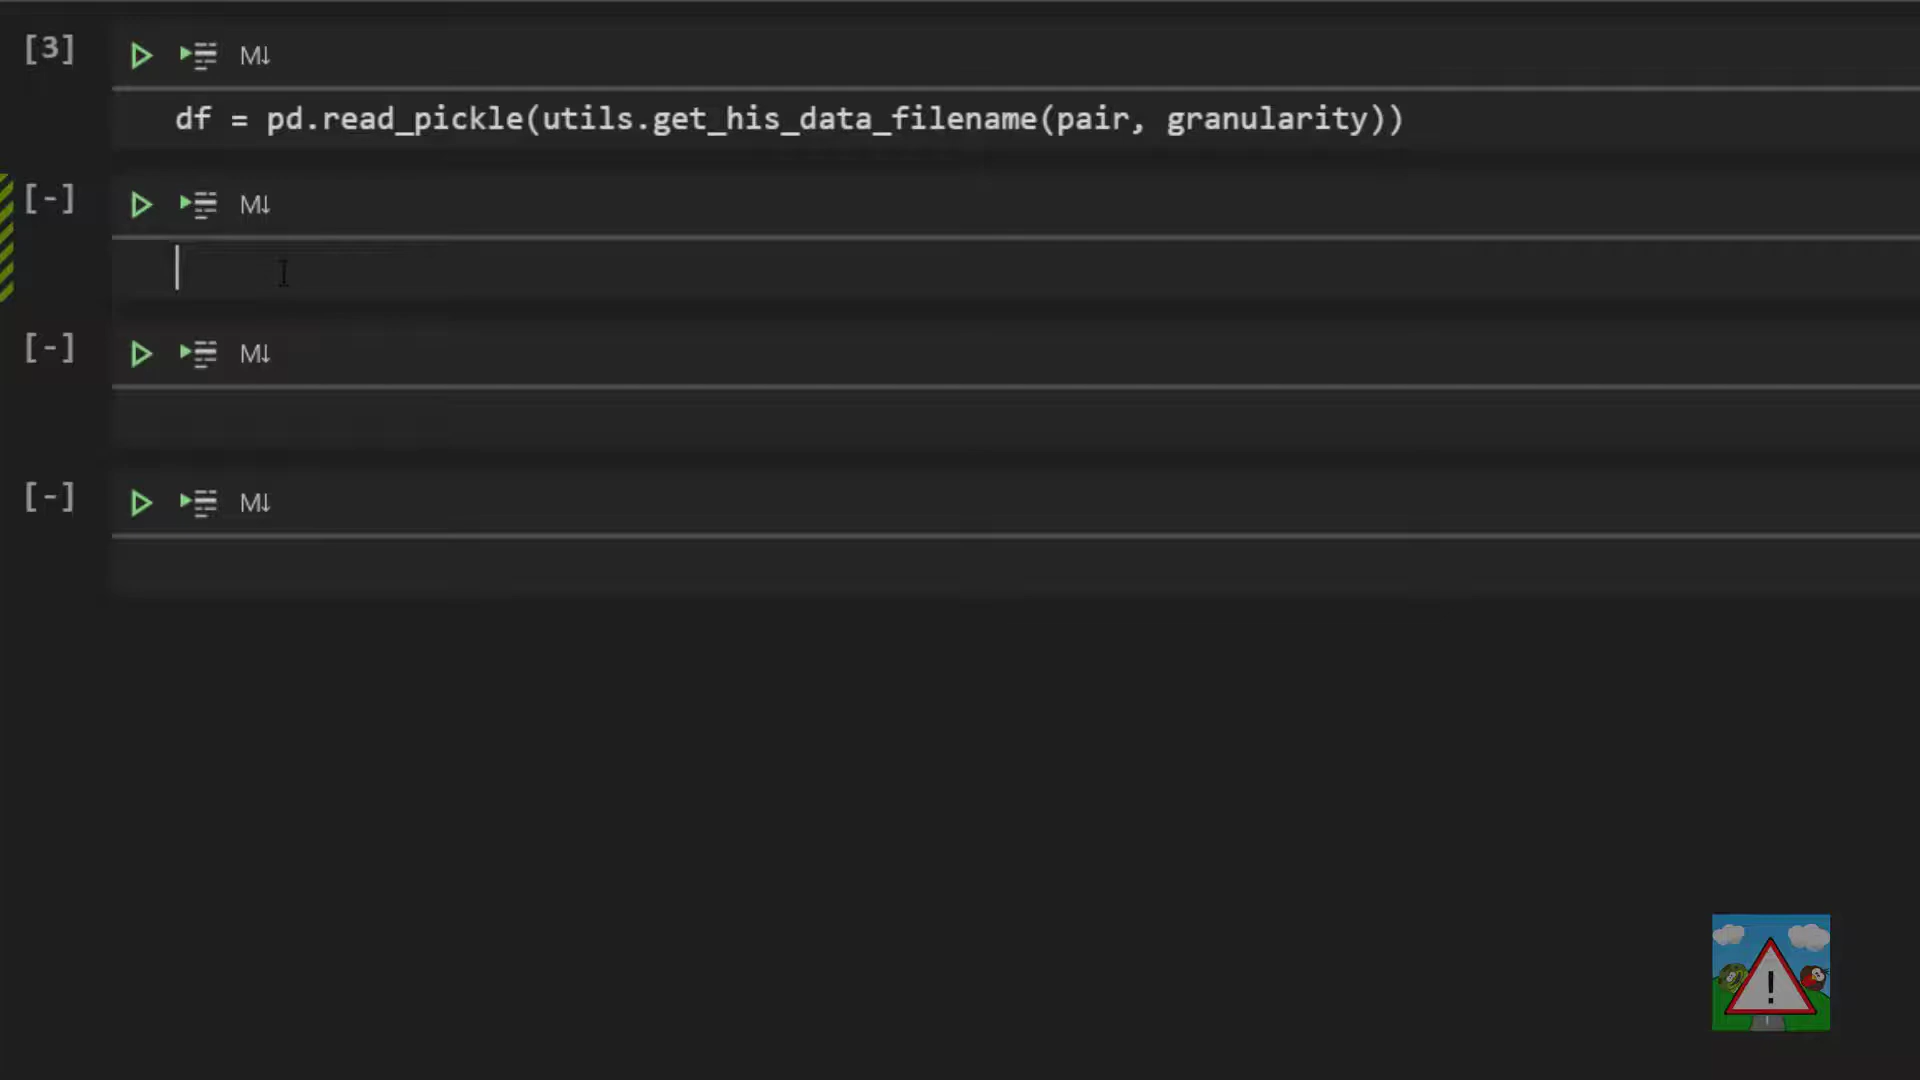 [3]
M↓
df = pd.read_pickle(utils.get_his_data_filename(pair, granularity))
[-]
M↓
[-]
M↓
[-]
M↓
!